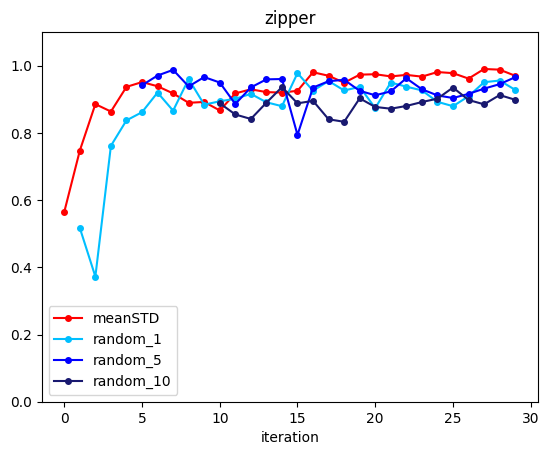 zipper
1.0
0.8
0.6
0.4
0.2
0.0
meanSTD
random_1
random_5
random_10
0 5 10 15 20 25 30
iteration